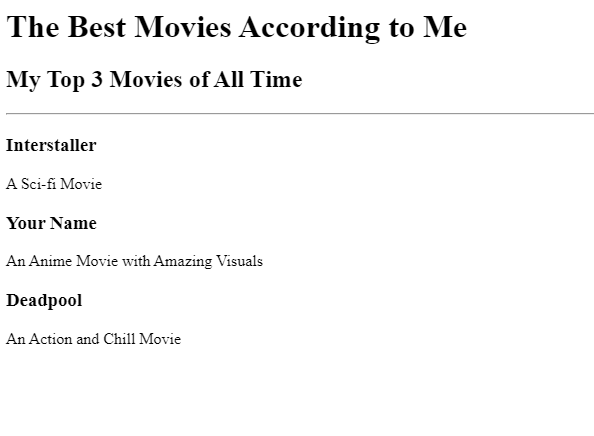 The Best Movies According to Me
My Top 3 Movies of All Time
Interstaller
A Sci-fi Movie
Your Name
An Anime Movie with Amazing Visuals
Deadpool
An Action and Chill Movie